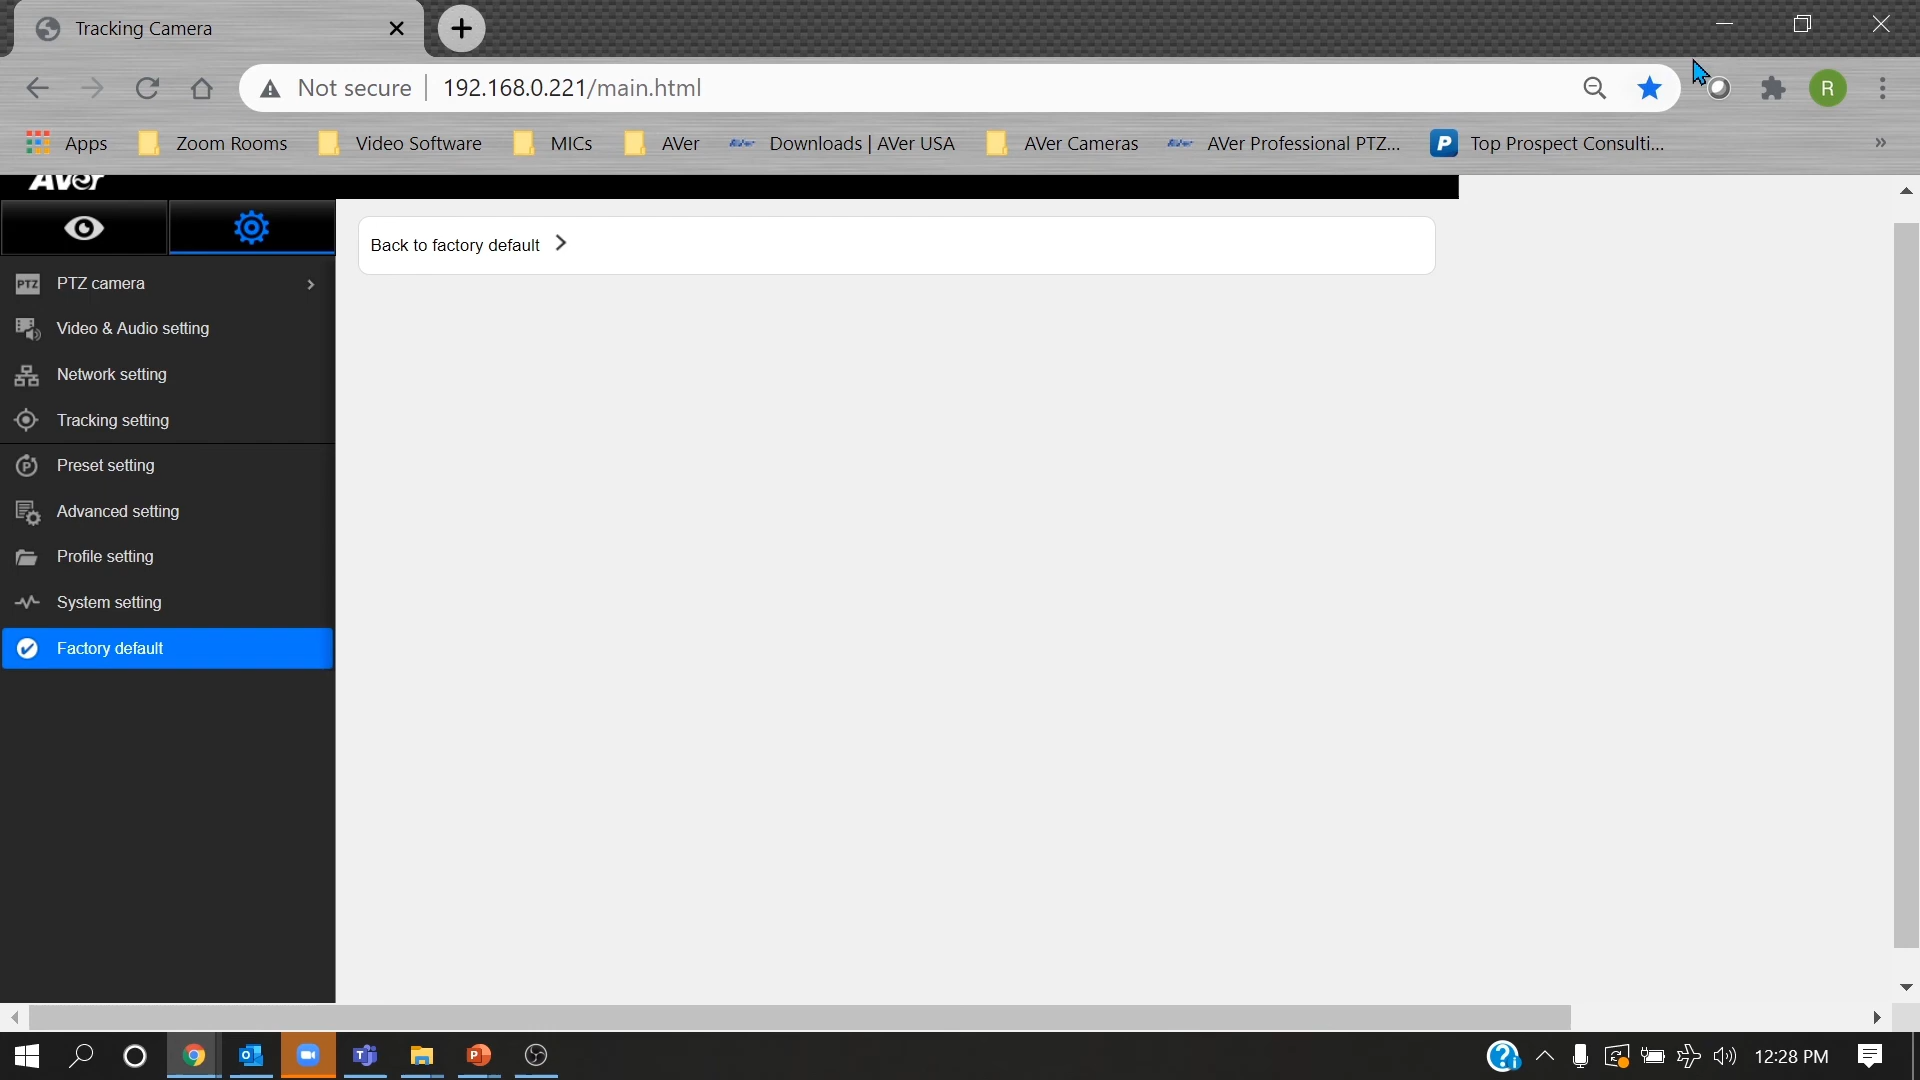 Tracking Camera
Not secure 192.168.0.221/main.html
R
Apps Zoom Rooms Video Software MICs AVer Downloads | AVer USA AVer Cameras AVer Professional PTZ... P Top Prospect Consulti... »
AVer
Back to factory default
PTZ PTZ camera
Video & Audio setting
Network setting
Tracking setting
P Preset setting
Advanced setting
Profile setting
System setting
Factory default
12:28 PM